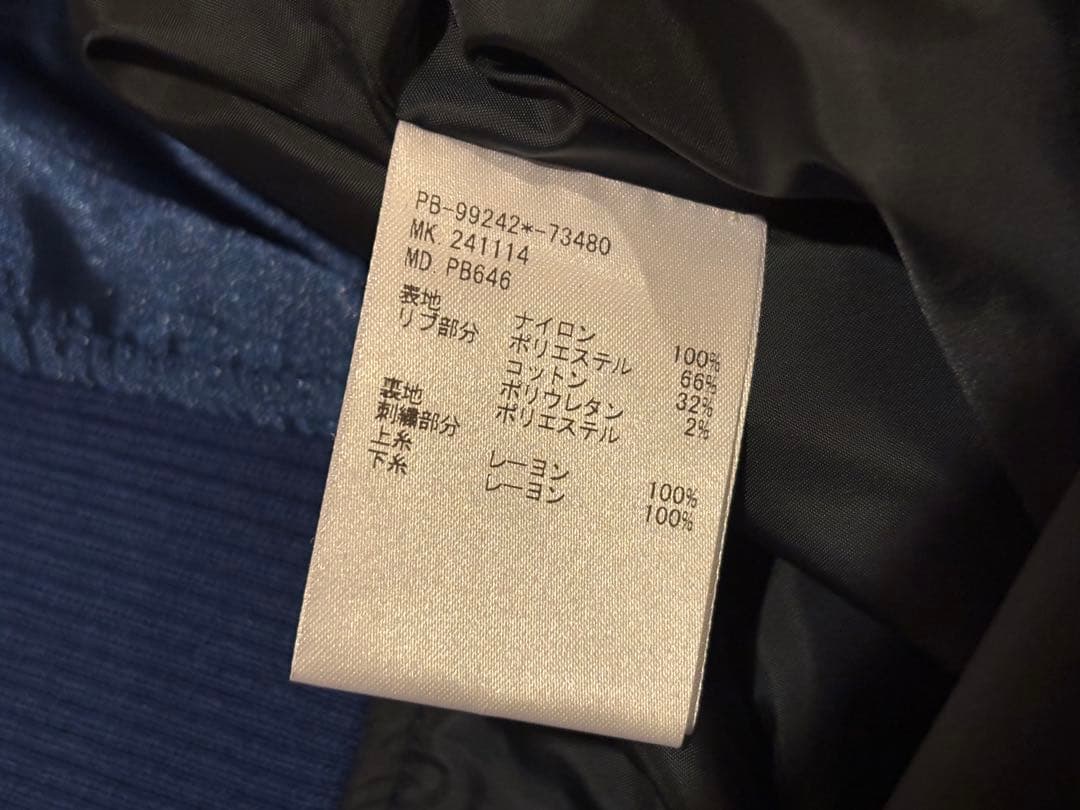 PB-99242*-73480
MK. 241114
MD. PB646
表地 ナイロン 100%
リブ部分 ポリエステル 66%
コットン 32%
ポリウレタン 2%
裏地 ポリエステル
刺繍部分
上糸 レーヨン 100%
下糸 レーヨン 100%